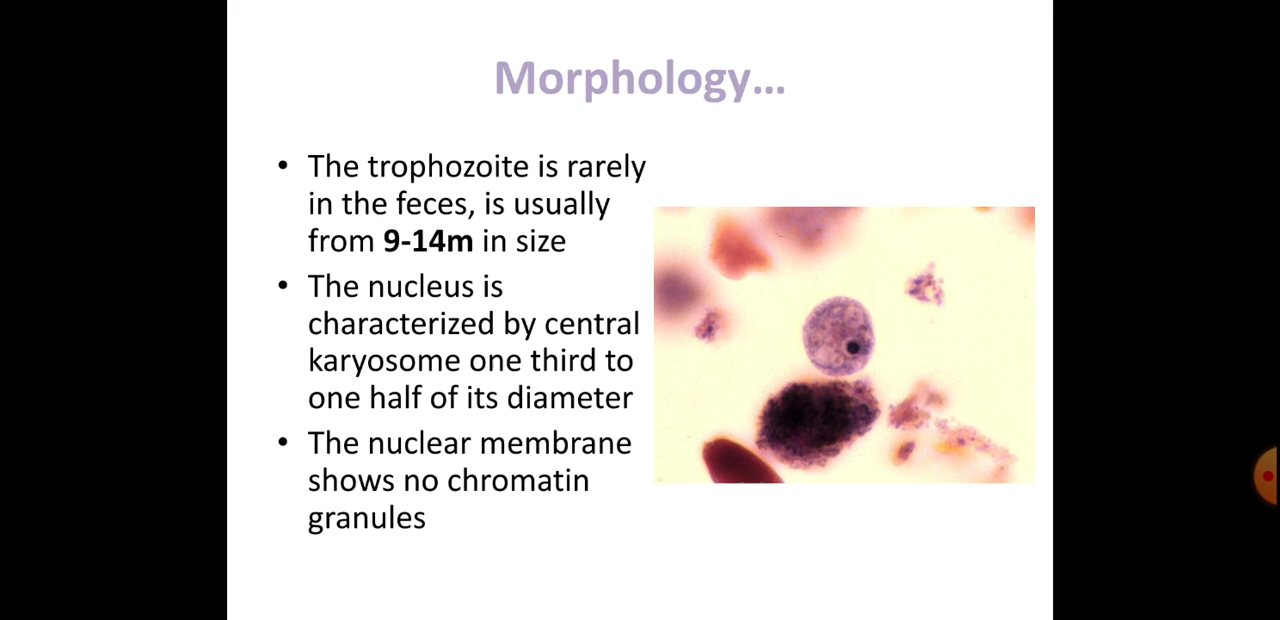 Morphology...
• The trophozoite is rarely
in the feces, is usually
from 9-14m in size
• The nucleus is
characterized by central
karyosome one third to
one half of its diameter
• The nuclear membrane
shows no chromatin
granules